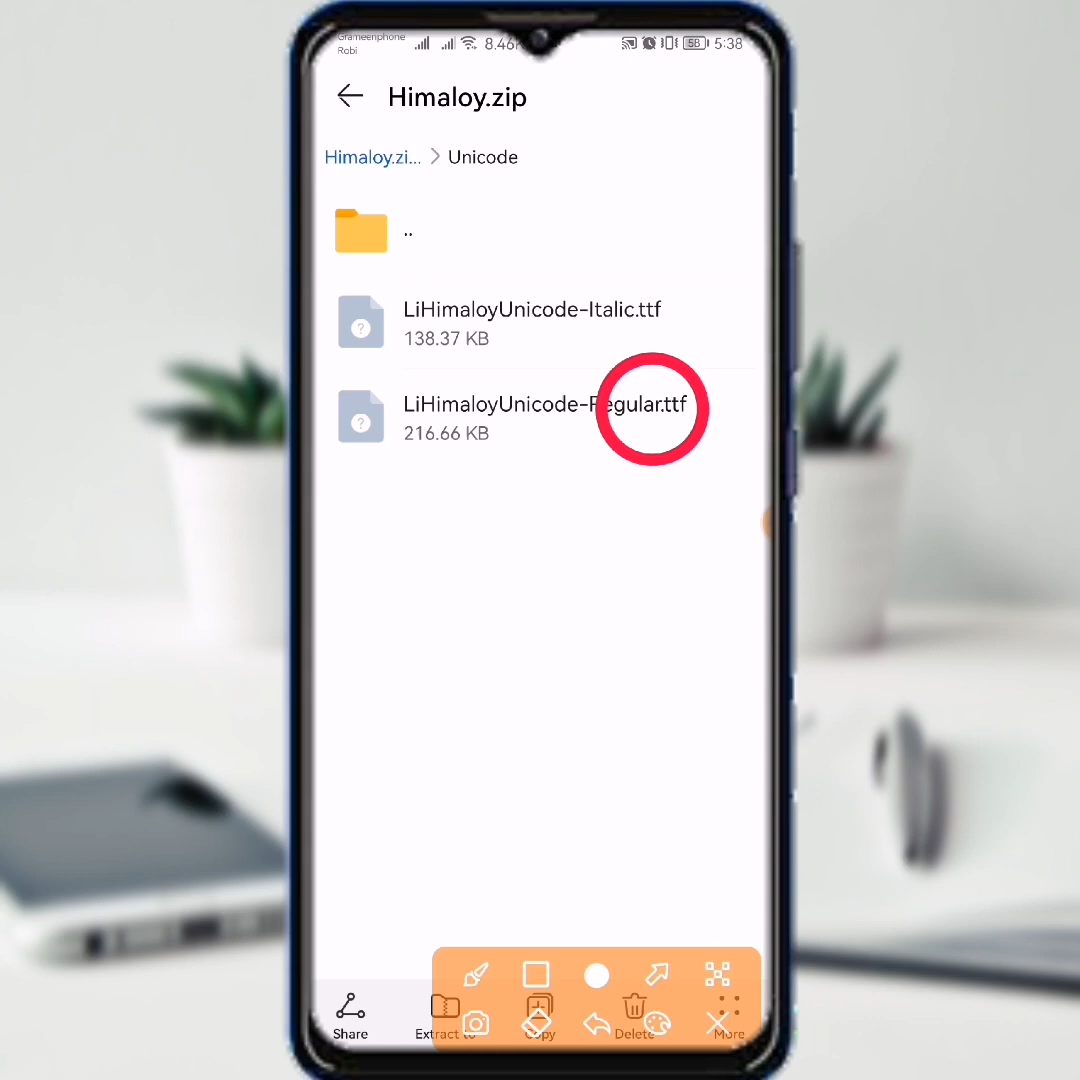 Grameenphone
Robi
8.46K
58
5:38
Himaloy.zip
Himaloy.zi... > Unicode
..
LiHimaloyUnicode-Italic.ttf
138.37 KB
LiHimaloyUnicode-Regular.ttf
216.66 KB
Share
Extract to
Copy
Delete
More